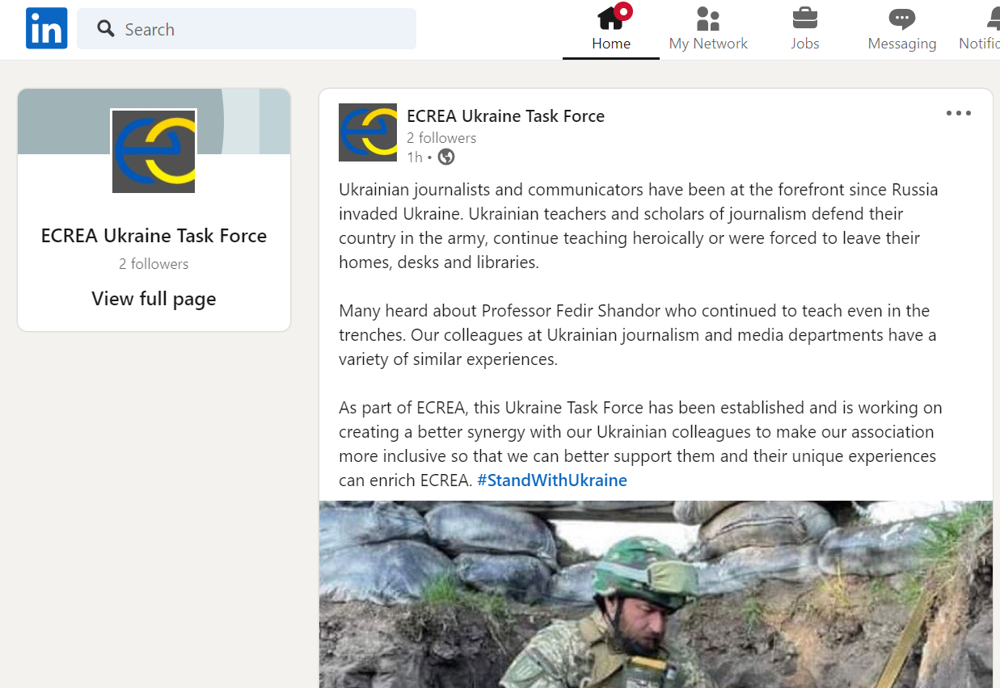 in
Search
Home
My Network
Jobs
Messaging
Notific
ECREA Ukraine Task Force
2 followers
View full page
ECREA Ukraine Task Force
2 followers
1h •
Ukrainian journalists and communicators have been at the forefront since Russia
invaded Ukraine. Ukrainian teachers and scholars of journalism defend their
country in the army, continue teaching heroically or were forced to leave their
homes, desks and libraries.
Many heard about Professor Fedir Shandor who continued to teach even in the
trenches. Our colleagues at Ukrainian journalism and media departments have a
variety of similar experiences.
As part of ECREA, this Ukraine Task Force has been established and is working on
creating a better synergy with our Ukrainian colleagues to make our association
more inclusive so that we can better support them and their unique experiences
can enrich ECREA. #StandWithUkraine